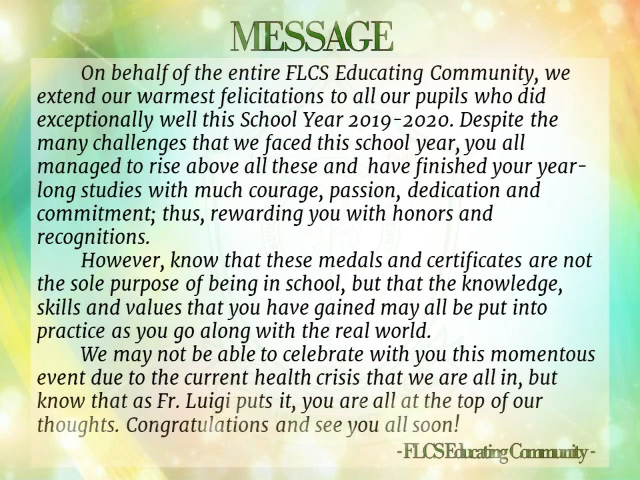 MESSAGE
On behalf of the entire FLCS Educating Community, we
extend our warmest felicitations to all our pupils who did
exceptionally well this School Year 2019-2020. Despite the
many challenges that we faced this school year, you all
managed to rise above all these and have finished your year-
long studies with much courage, passion, dedication and
commitment; thus, rewarding you with honors and
recognitions.
However, know that these medals and certificates are not
the sole purpose of being in school, but that the knowledge,
skills and values that you have gained may all be put into
practice as you go along with the real world.
We may not be able to celebrate with you this momentous
event due to the current health crisis that we are all in, but
know that as Fr. Luigi puts it, you are all at the top of our
thoughts. Congratulations and see you all soon!
- FLCS Educating Community -